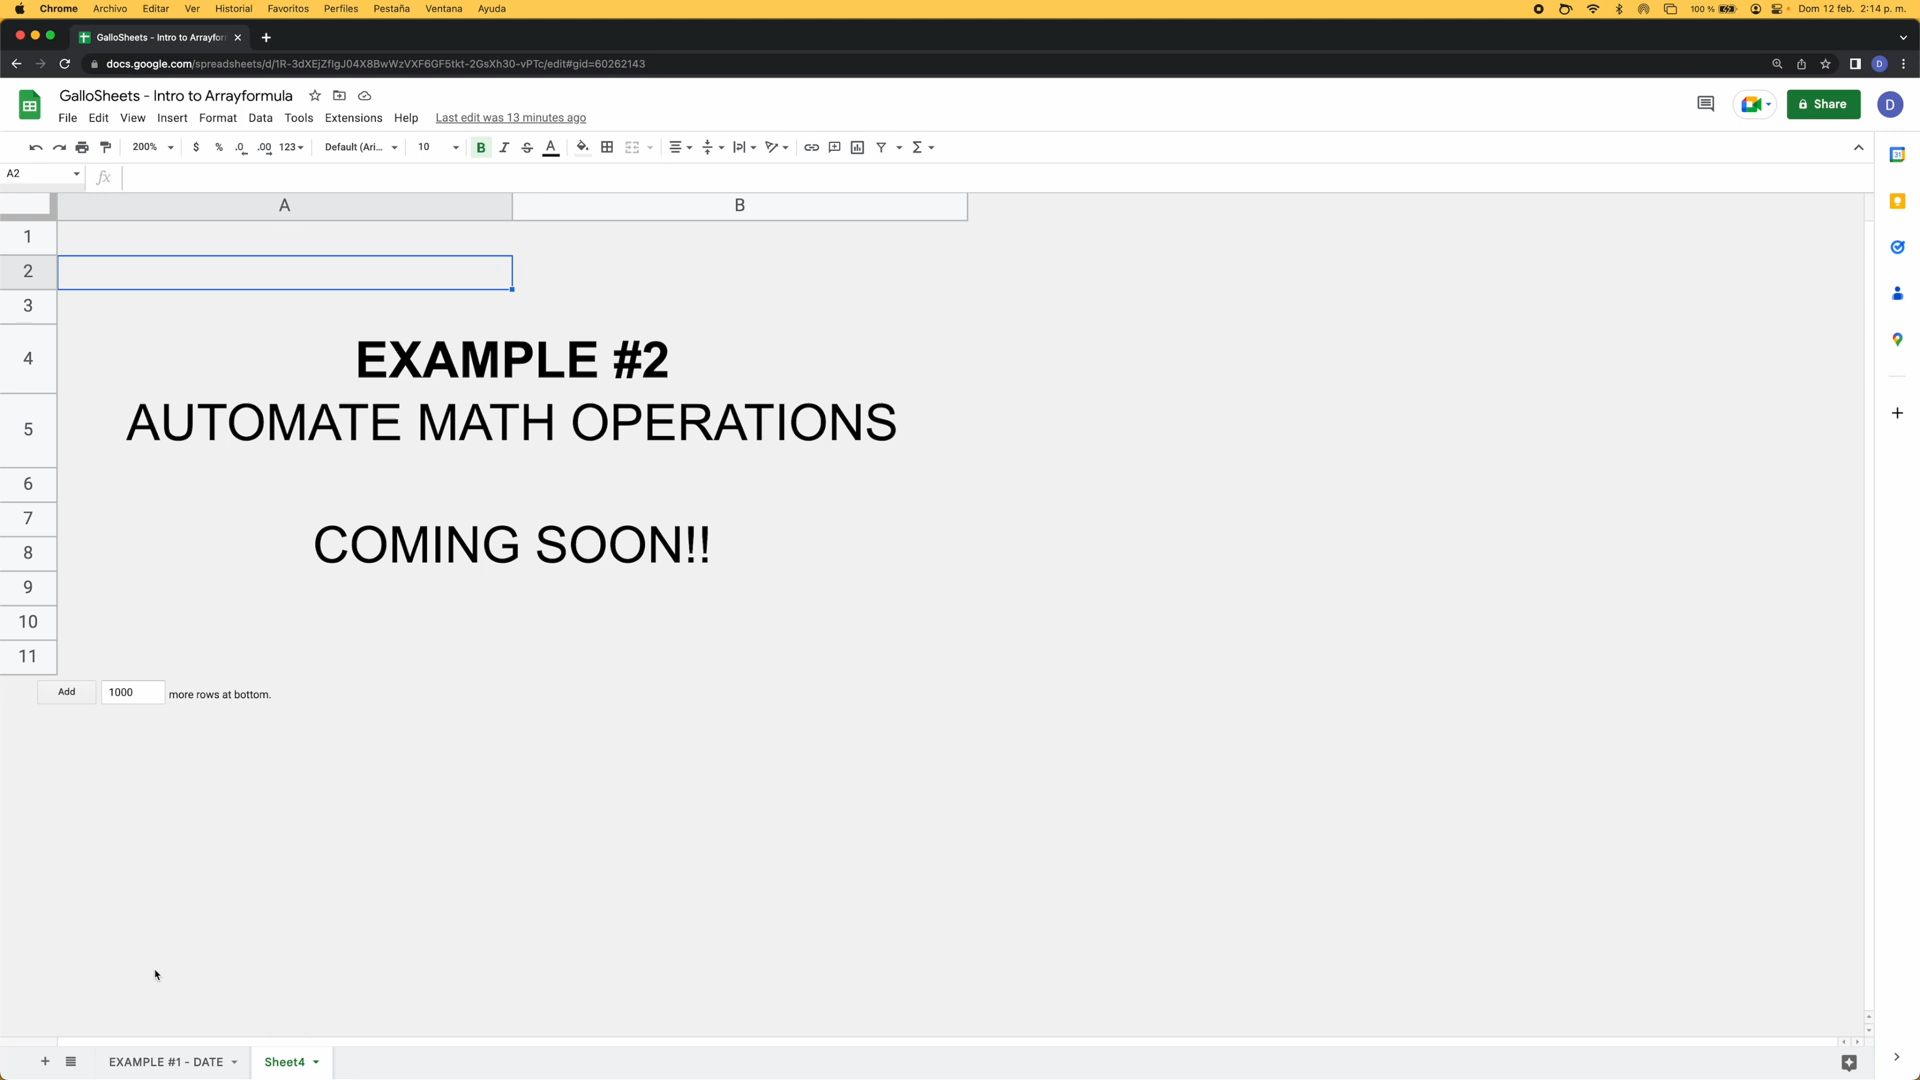 Chrome Archivo Editar Ver Historial Favoritos Perfiles Pestaña Ventana Ayuda 100 % Dom 12 feb. 2:14 p. m.
GalloSheets - Intro to Arrayfor
docs.google.com/spreadsheets/d/1R-3dXEjZfIgJ04X8BwWzVXF6GF5tkt-2GsXh30-vPTc/edit#gid=60262143 D
GalloSheets - Intro to Arrayformula Share D
File Edit View Insert Format Data Tools Extensions Help Last edit was 13 minutes ago
200% $ % .0 .00 123 Default (Ari... 10 B I S A Σ
31
A2 fx
A B
1
2
3
4 EXAMPLE #2
5 AUTOMATE MATH OPERATIONS
6
7
8 COMING SOON!!
9
10
11
Add 1000 more rows at bottom.
EXAMPLE #1 - DATE Sheet4